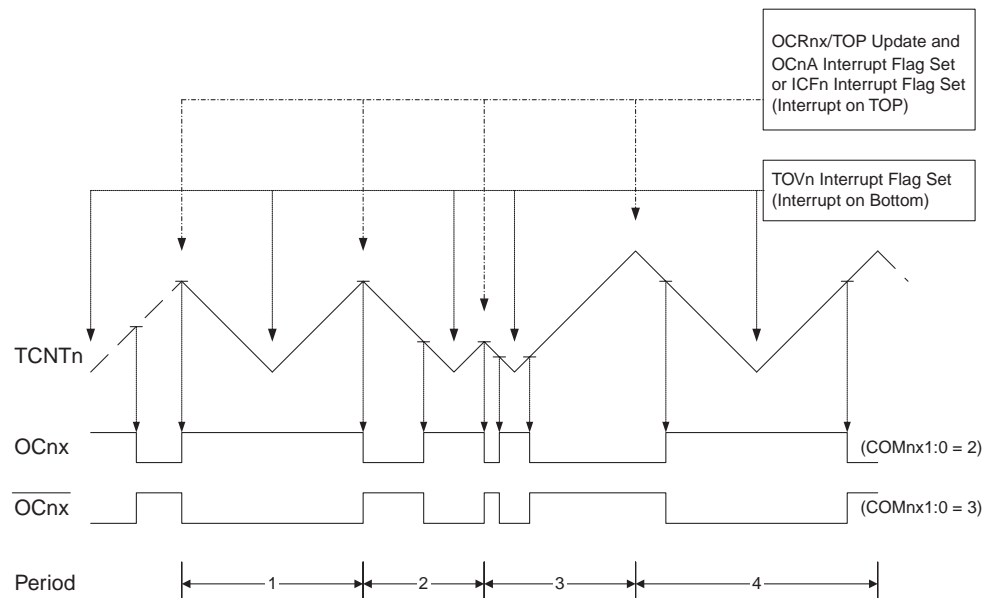 OCRnx/TOP Update and
OCnA Interrupt Flag Set
or ICFn Interrupt Flag Set
(Interrupt on TOP)
TOVn Interrupt Flag Set
(Interrupt on Bottom)
TCNTn
OCnx
(COMnx1:0 = 2)
OCnx
(COMnx1:0 = 3)
Period
1
2
3
4